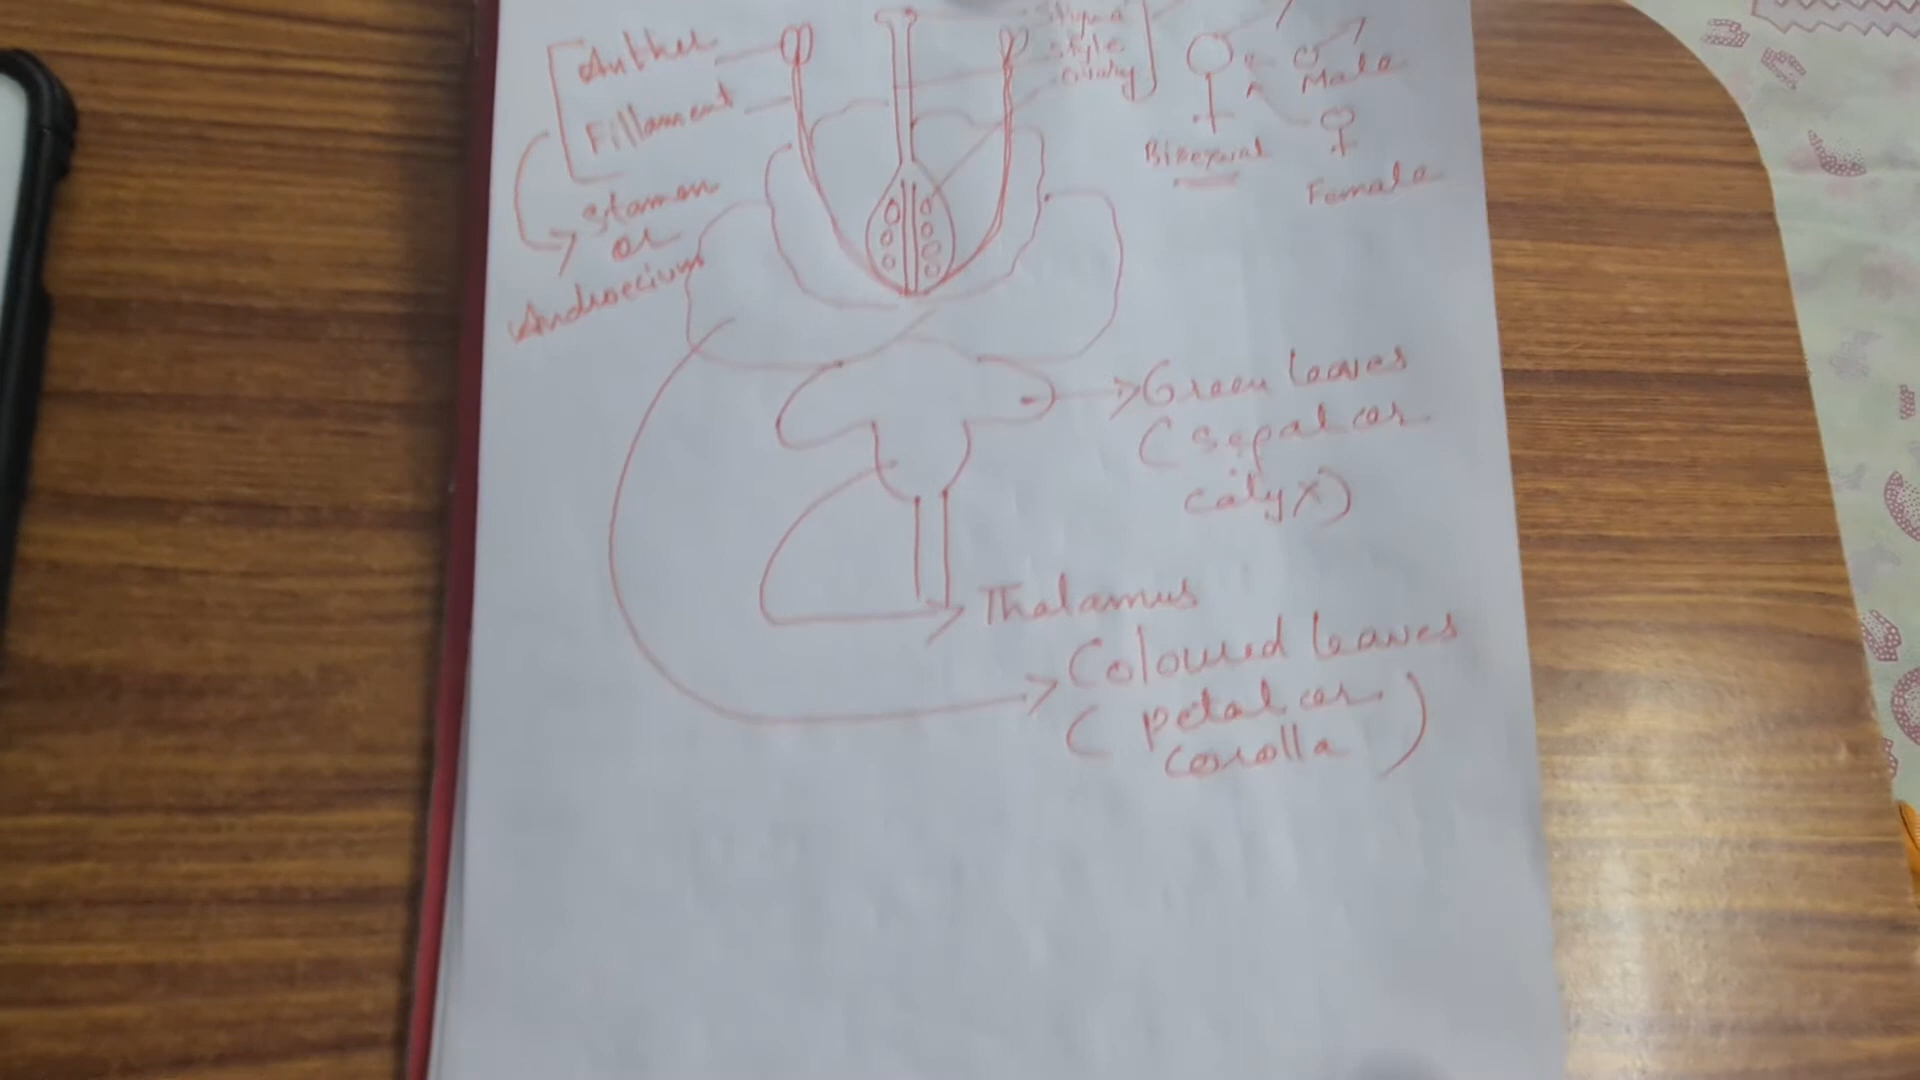 Anther
Fillament
Stamen
or
Androecium
Stigma
style
ovary
Male
Bisexual
Female
Green leaves
(sepal or
calyx)
Thalamus
Coloured leaves
(petal or
corolla)